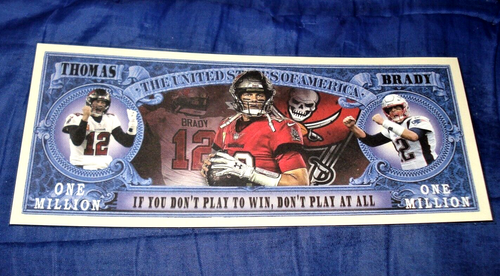 THOMAS
BRADY
THE UNITED STATES OF AMERICA
BRADY
12
12
12
ONE
MILLION
IF YOU DON'T PLAY TO WIN, DON'T PLAY AT ALL
ONE
MILLION